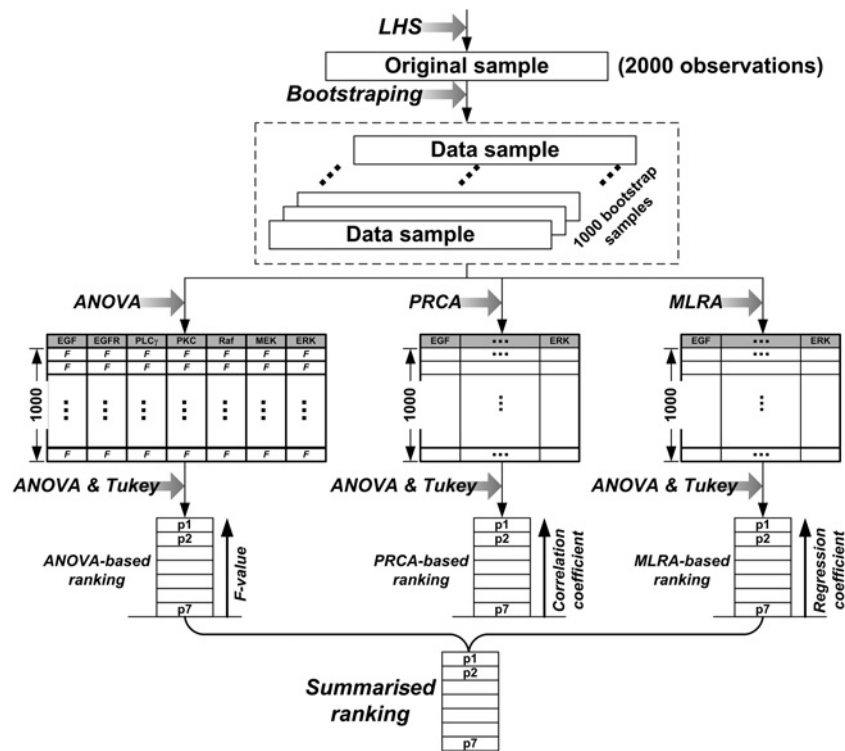 LHS
Original sample (2000 observations)
Bootstraping
Data sample
1000 bootstrap
samples
Data sample
ANOVA PRCA MLRA
EGF EGFR PLCγ PKC Raf MEK ERK EGF ... ERK EGF ... ERK
F F F F F F F ... ...
F F F F F F F
1000 1000 1000
F F F F F F F ... ...
ANOVA & Tukey ANOVA & Tukey ANOVA & Tukey
p1 p1 p1
p2 p2 p2
ANOVA-based
ranking
F-value
PRCA-based
ranking
Correlation
coefficient
MLRA-based
ranking
Regression
coefficient
p7 p7 p7
p1
p2
Summarised
ranking
p7